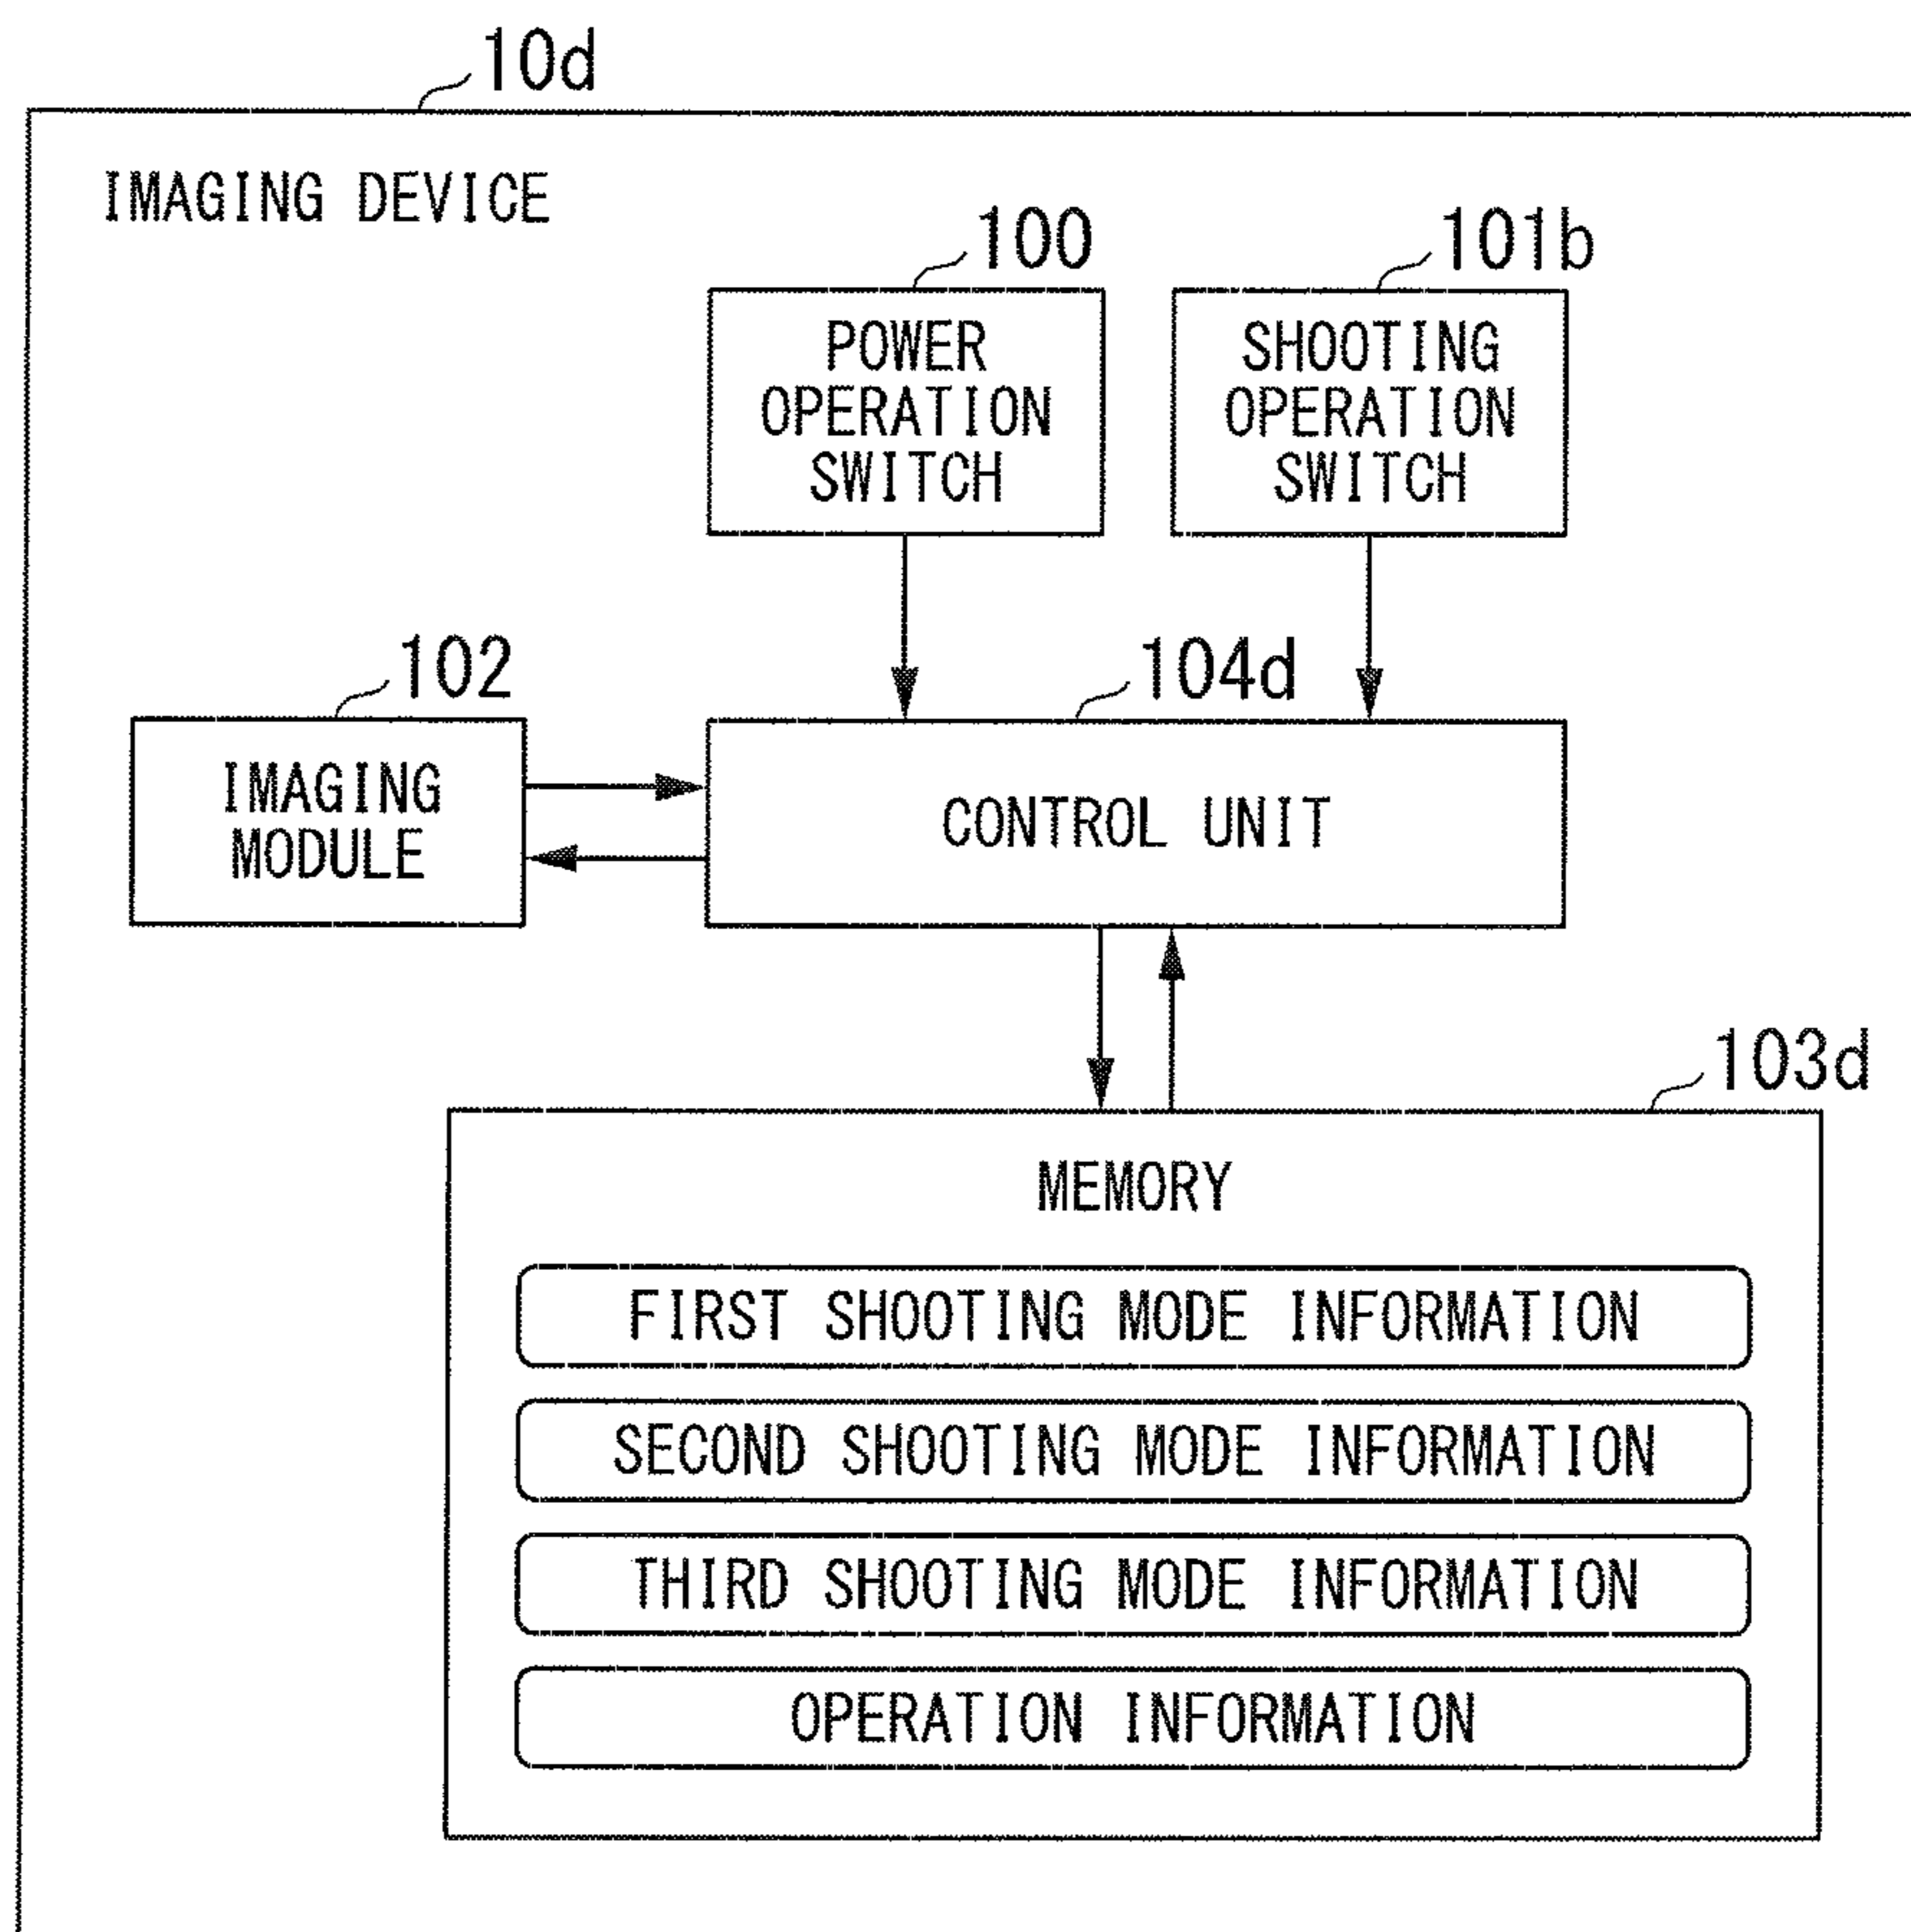 10d
IMAGING DEVICE
100
101b
POWER
OPERATION
SWITCH
SHOOTING
OPERATION
SWITCH
102
104d
IMAGING
MODULE
CONTROL UNIT
103d
MEMORY
FIRST SHOOTING MODE INFORMATION
SECOND SHOOTING MODE INFORMATION
THIRD SHOOTING MODE INFORMATION
OPERATION INFORMATION